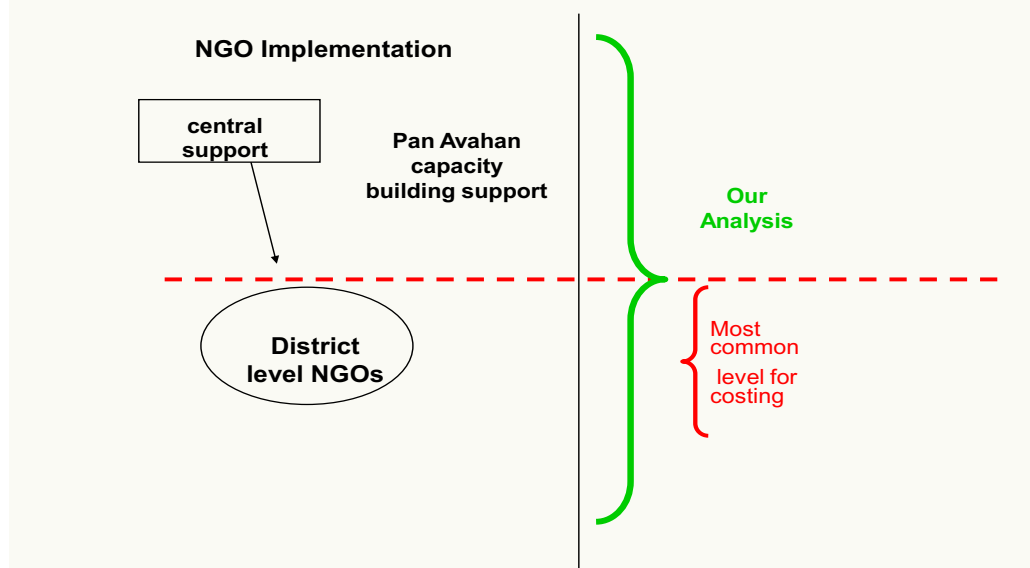 NGO Implementation
central
support
Pan Avahan
capacity
building support
Our
Analysis
District
level NGOs
Most
common
level for
costing